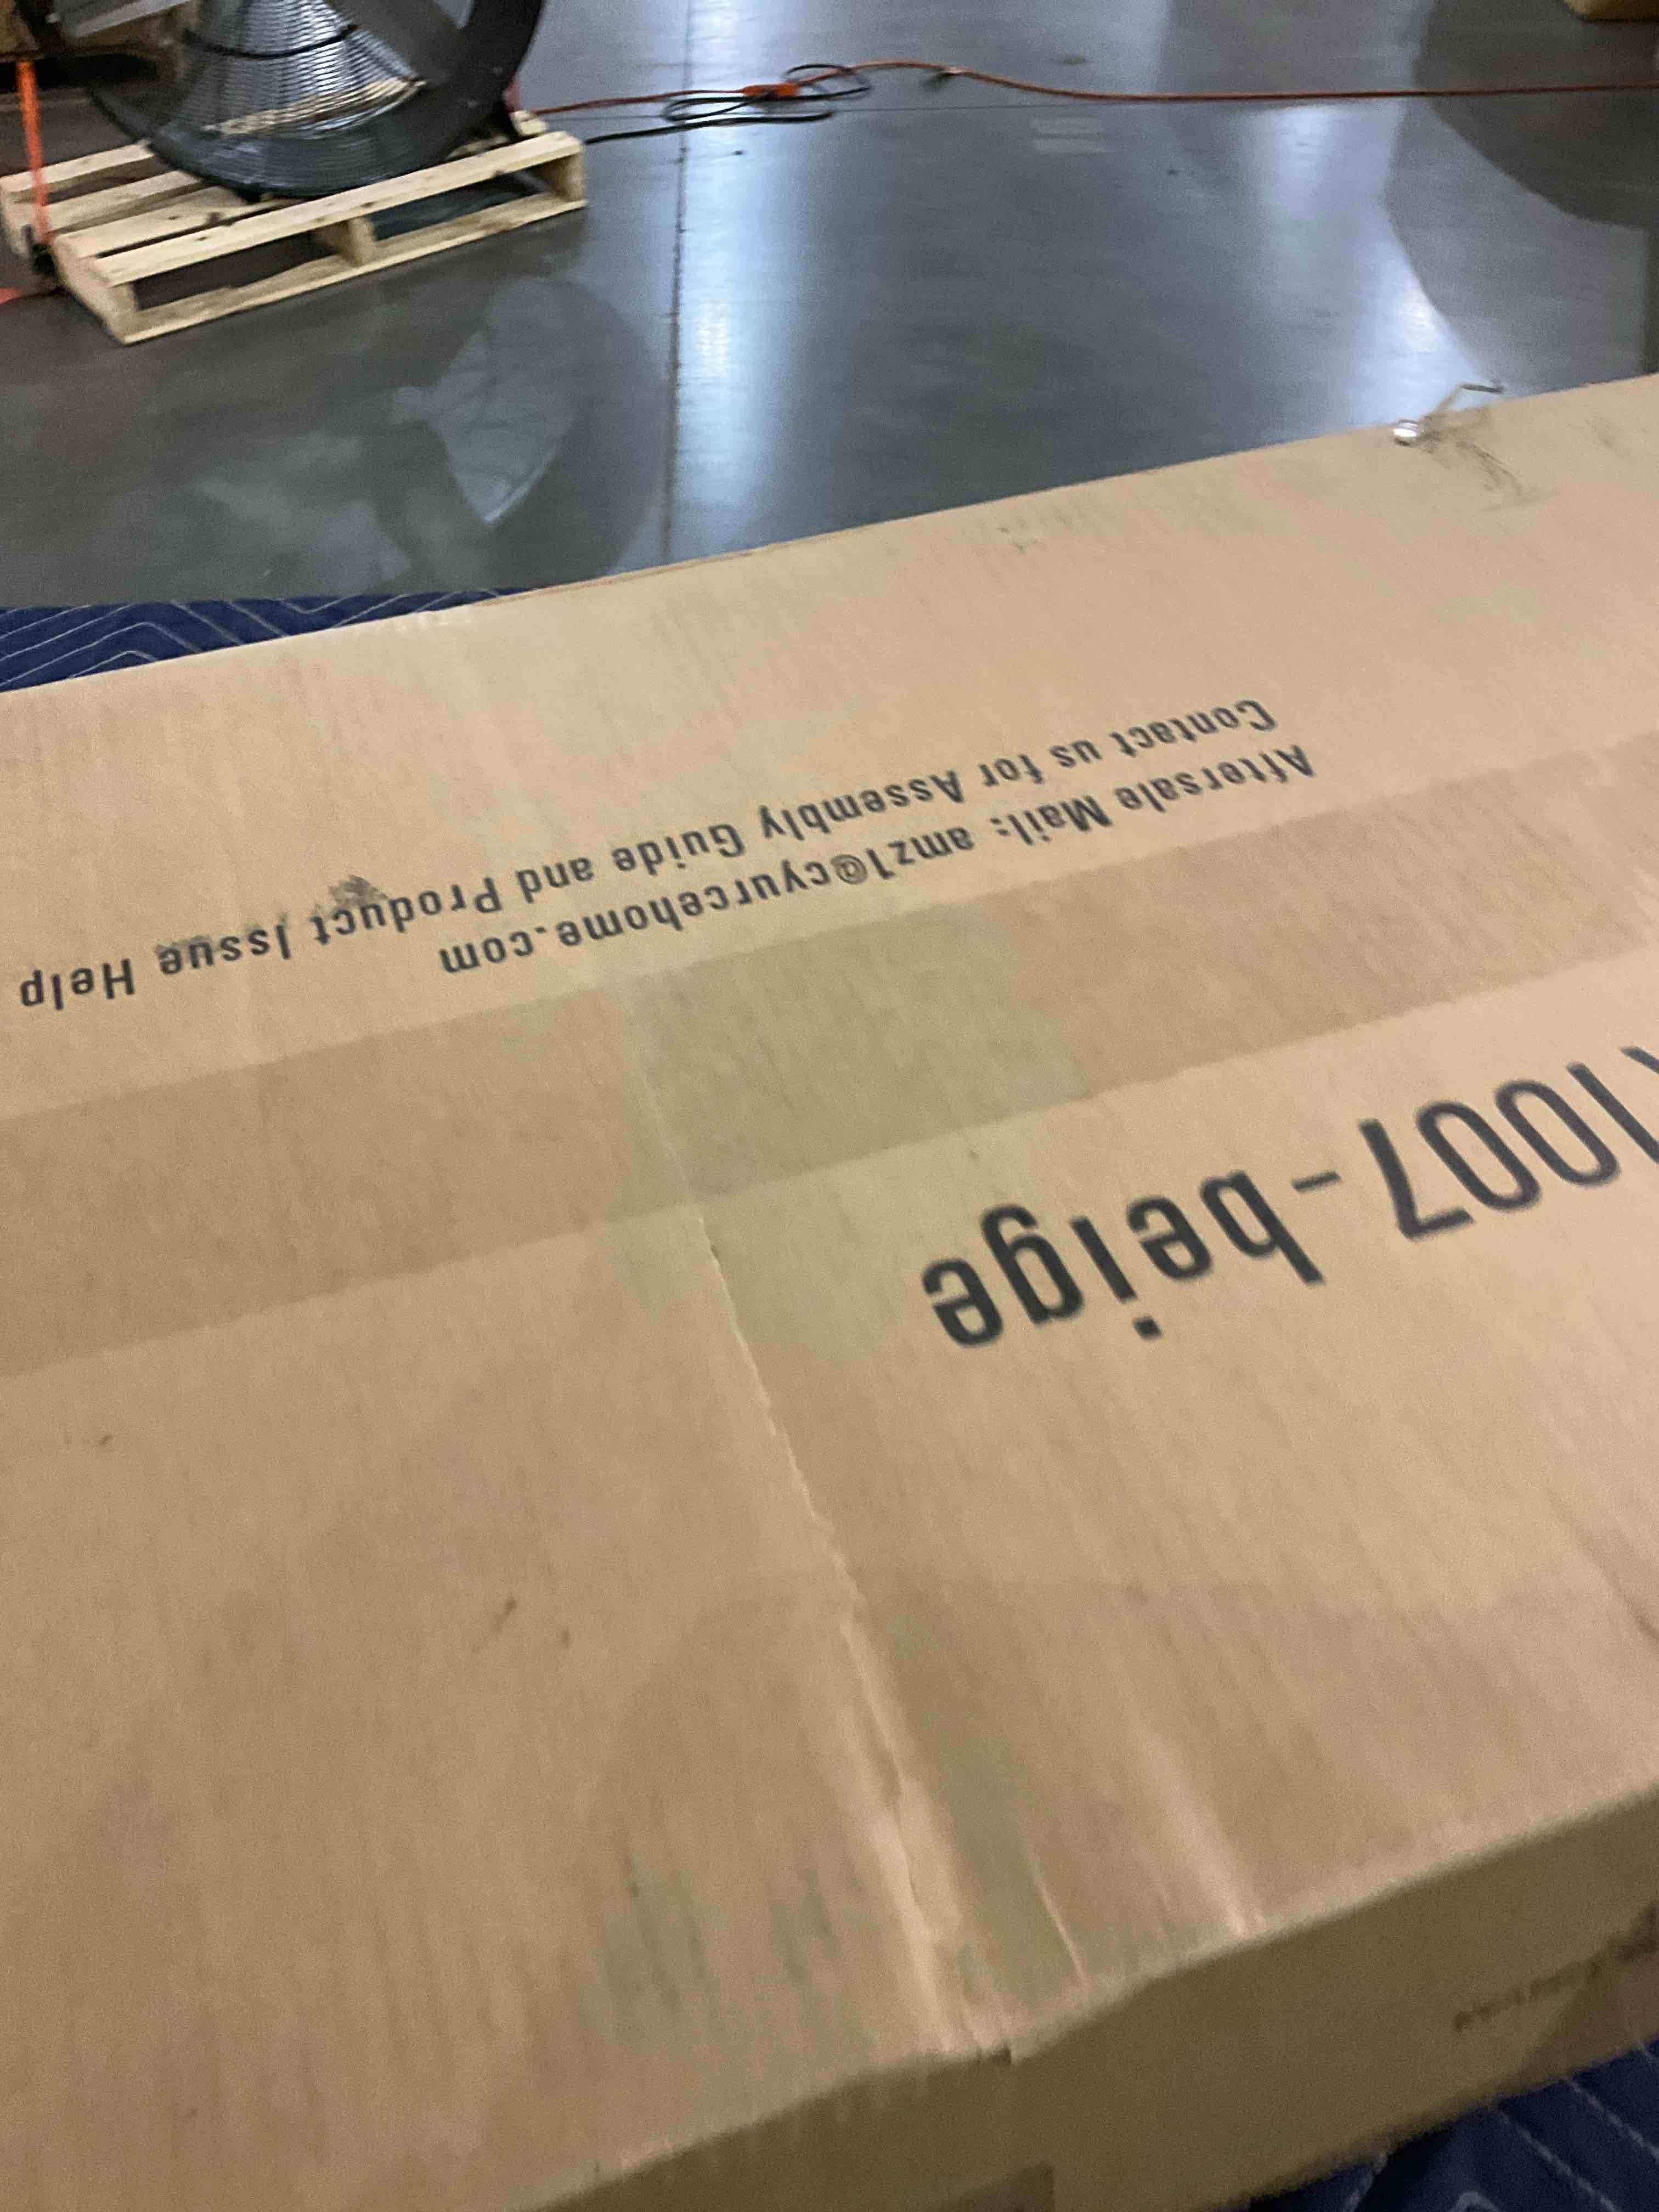 Contact us for Assembly Guide and Product Issue Help
Aftersale Mail: amz1@cyurcehome.com
1007-beige